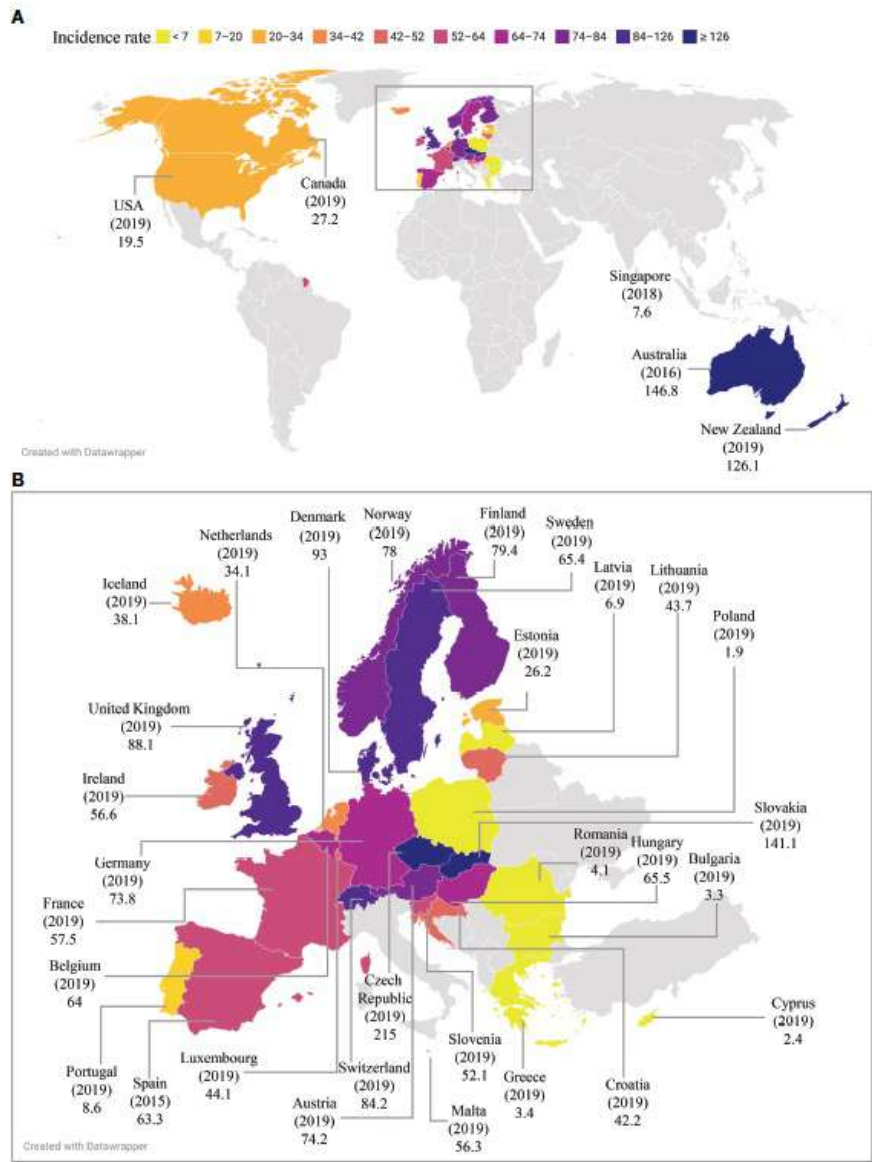 A
Incidence rate < 7 7–20 20–34 34–42 42–52 52–64 64–74 74–84 84–126 ≥ 126
Canada
(2019)
27.2
USA
(2019)
19.5
Singapore
(2018)
7.6
Australia
(2016)
146.8
New Zealand
(2019)
126.1
Created with Datawrapper
B
Netherlands
(2019)
34.1
Denmark
(2019)
93
Norway
(2019)
78
Finland
(2019)
79.4
Sweden
(2019)
65.4
Latvia
(2019)
6.9
Lithuania
(2019)
43.7
Poland
(2019)
1.9
Iceland
(2019)
38.1
Estonia
(2019)
26.2
United Kingdom
(2019)
88.1
Ireland
(2019)
56.6
Slovakia
(2019)
141.1
Romania
(2019)
4.1
Hungary
(2019)
65.5
Bulgaria
(2019)
3.3
Germany
(2019)
73.8
France
(2019)
57.5
Belgium
(2019)
64
Portugal
(2019)
8.6
Spain
(2015)
63.3
Luxembourg
(2019)
44.1
Switzerland
(2019)
84.2
Austria
(2019)
74.2
Czech
Republic
(2019)
215
Slovenia
(2019)
52.1
Malta
(2019)
56.3
Greece
(2019)
3.4
Croatia
(2019)
42.2
Cyprus
(2019)
2.4
Created with Datawrapper